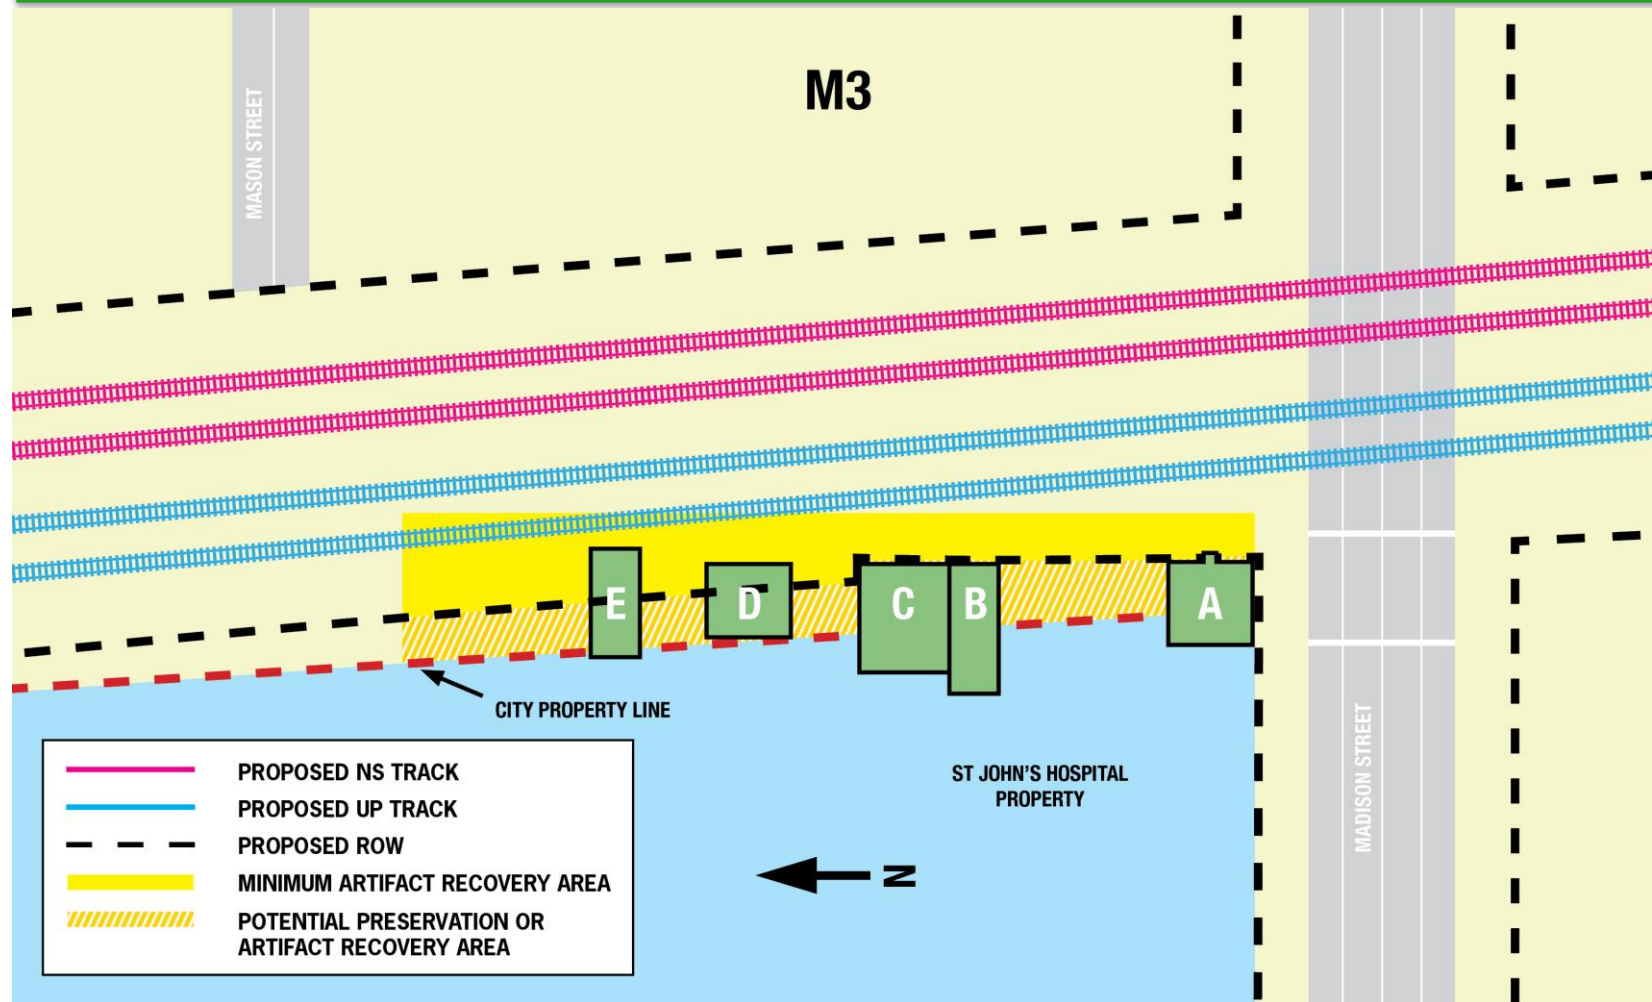 M3
MASON STREET
E
D
C
B
A
CITY PROPERTY LINE
MADISON STREET
ST JOHN'S HOSPITAL
PROPERTY
N
PROPOSED NS TRACK
PROPOSED UP TRACK
PROPOSED ROW
MINIMUM ARTIFACT RECOVERY AREA
POTENTIAL PRESERVATION OR
ARTIFACT RECOVERY AREA